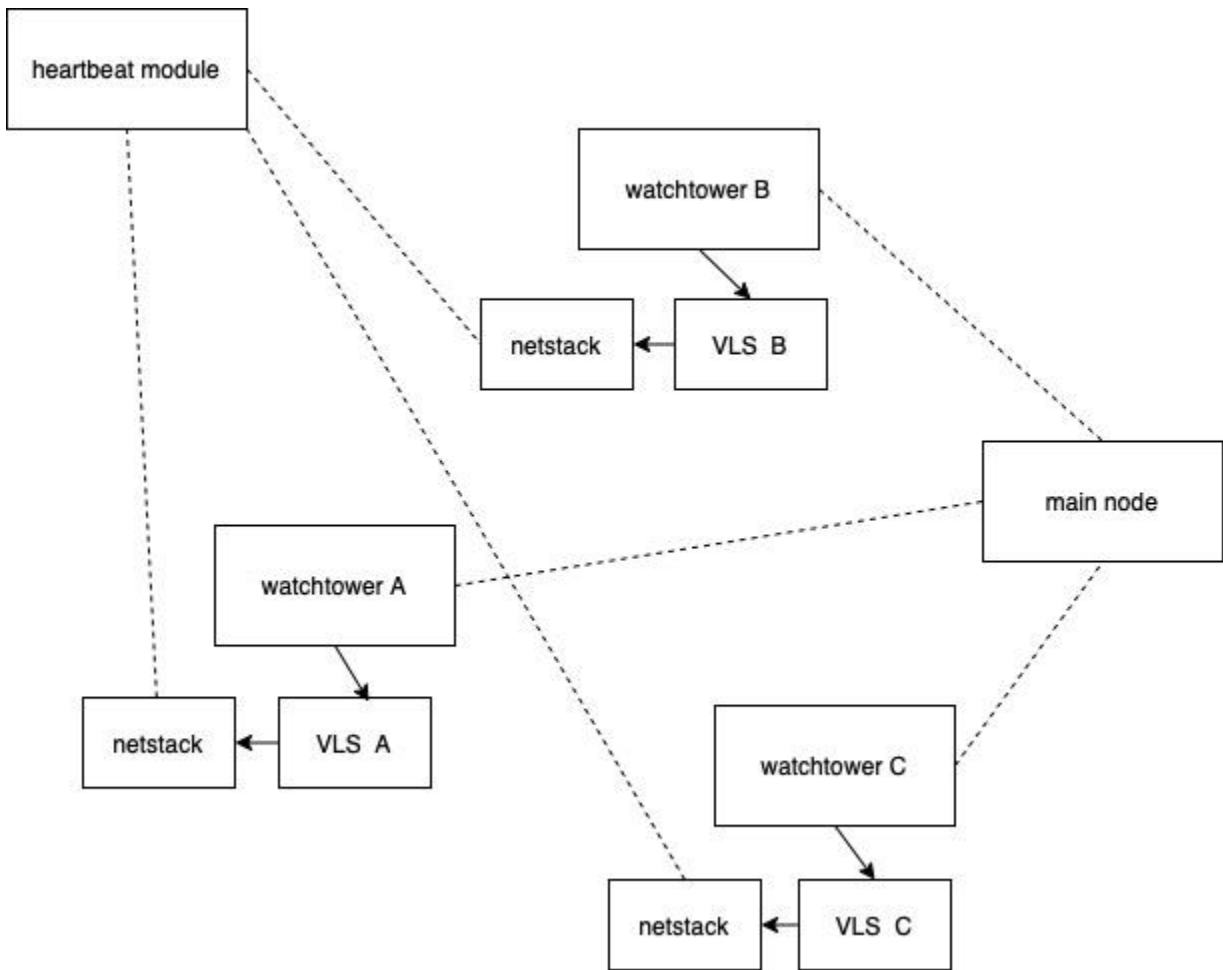 heartbeat module
watchtower B
netstack
VLS  B
main node
watchtower A
netstack
VLS  A
watchtower C
netstack
VLS  C